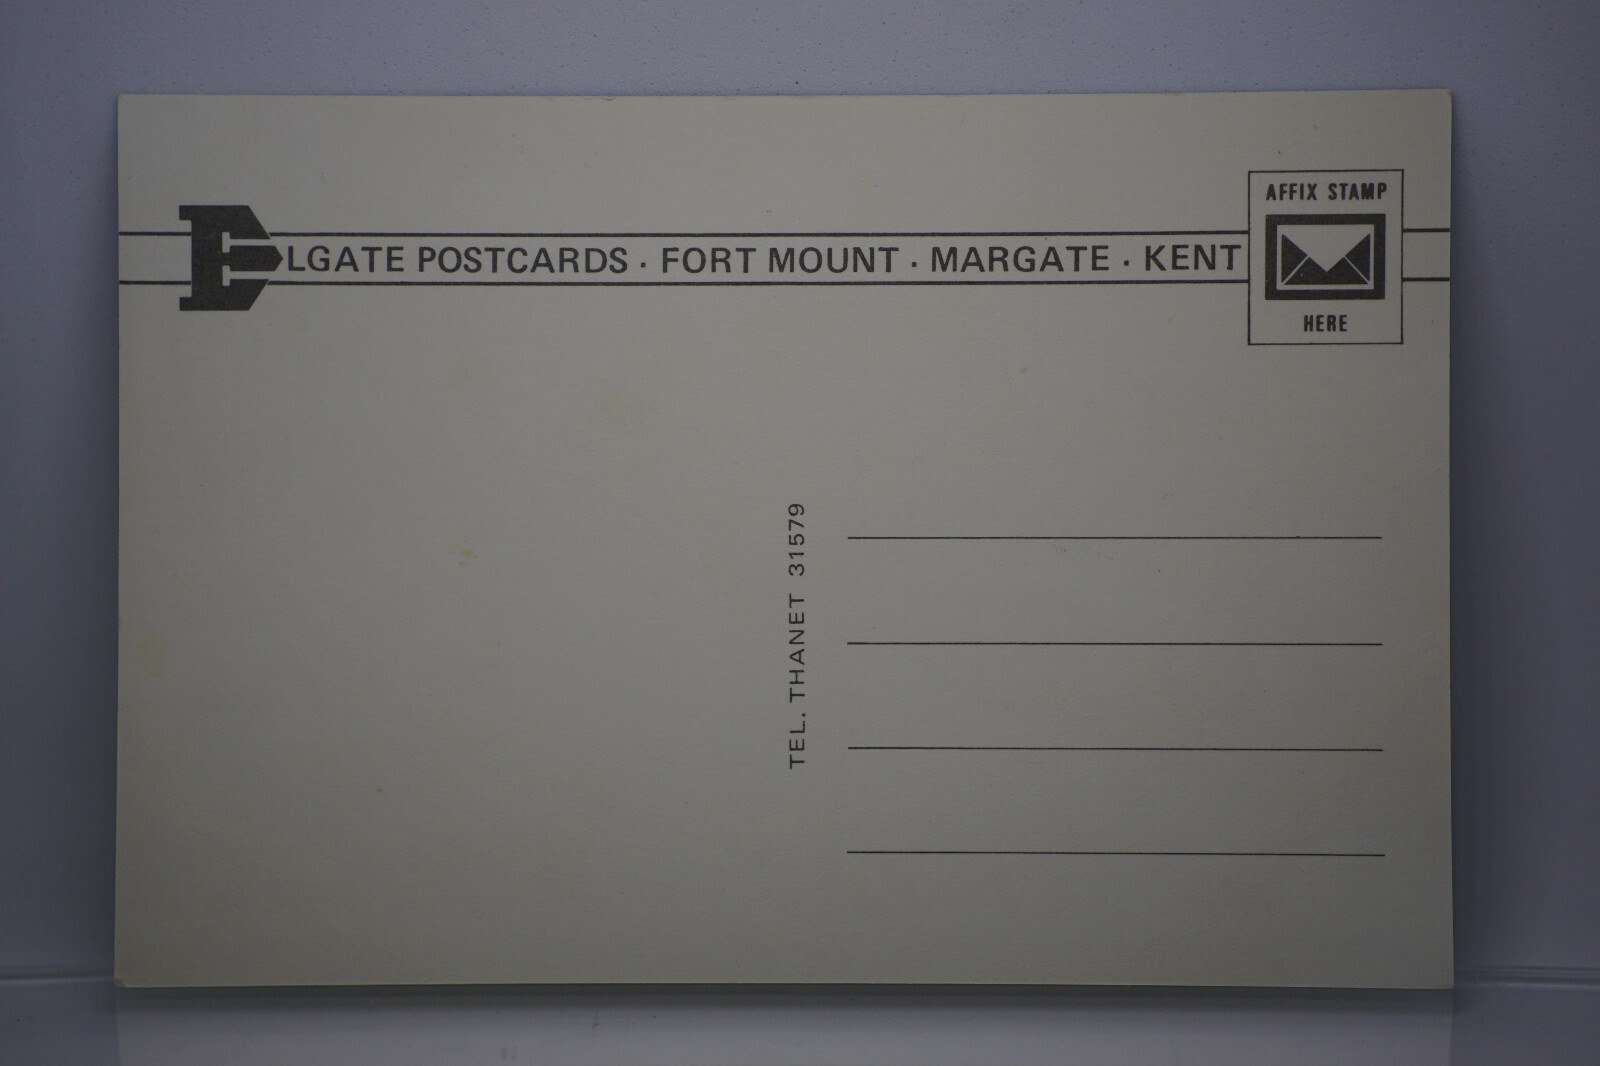 ELGATE POSTCARDS · FORT MOUNT · MARGATE · KENT
AFFIX STAMP
HERE
TEL. THANET 31579